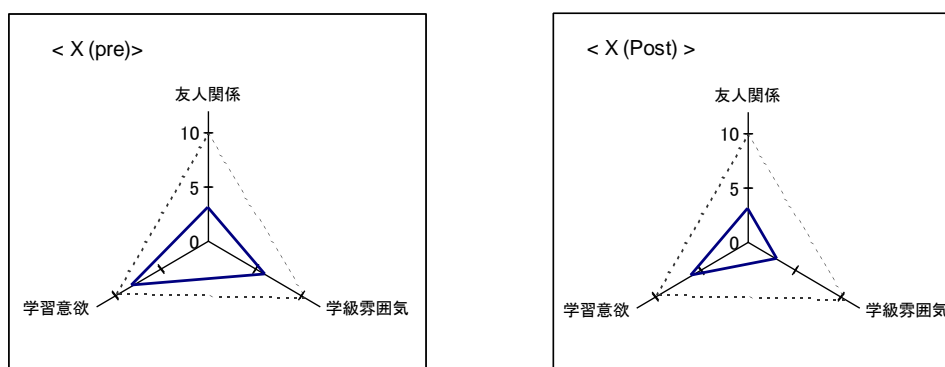 < X (pre)>
友人関係
10
5
0
学習意欲
学級雰囲気
< X (Post) >
友人関係
10
5
0
学習意欲
学級雰囲気